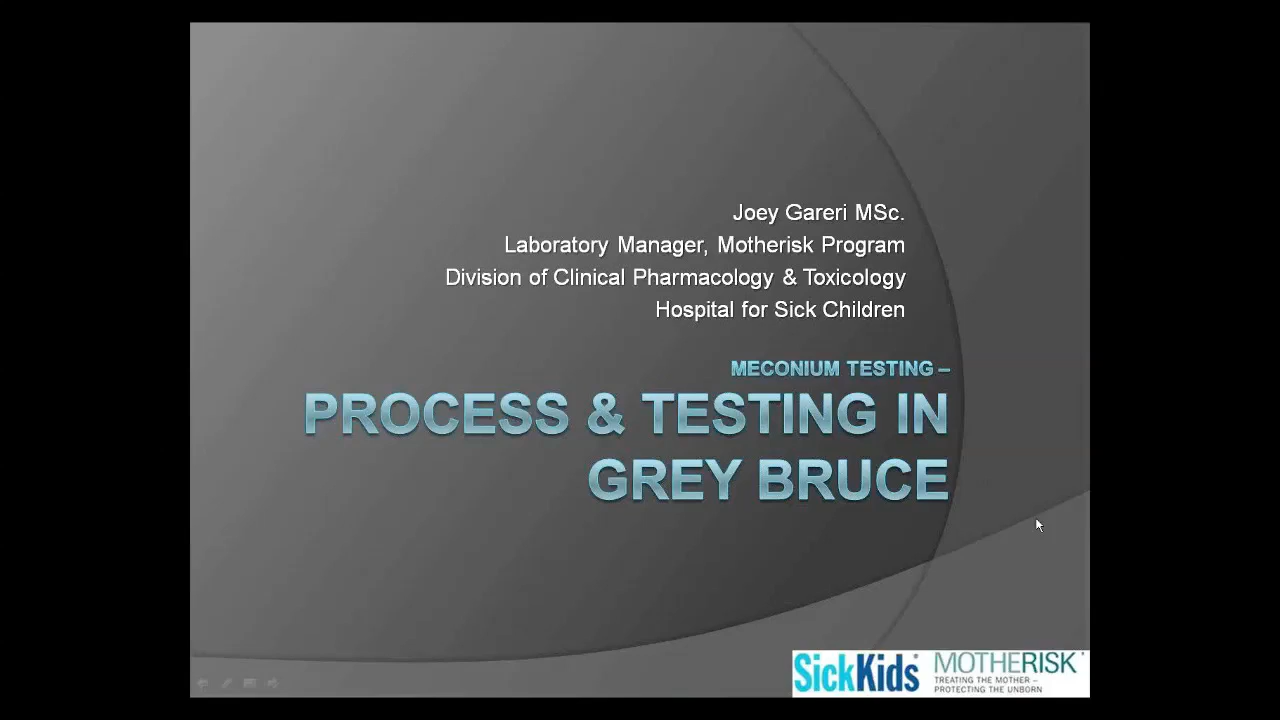 Joey Gareri MSc.
Laboratory Manager, Motherisk Program
Division of Clinical Pharmacology & Toxicology
Hospital for Sick Children
MECONIUM TESTING –
PROCESS & TESTING IN
GREY BRUCE
SickKids
MOTHERISK
TREATING THE MOTHER –
PROTECTING THE UNBORN